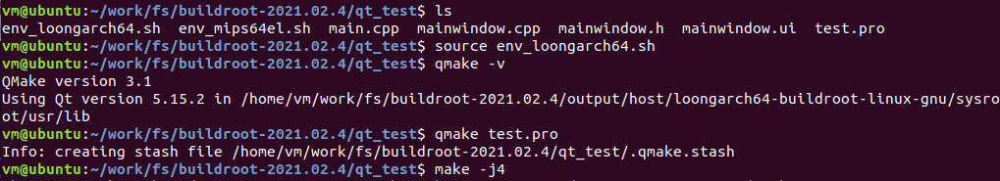 vm@ubuntu:~/work/fs/buildroot-2021.02.4/qt_test$ ls
env_loongarch64.sh  env_mips64el.sh  main.cpp  mainwindow.cpp  mainwindow.h  mainwindow.ui  test.pro
vm@ubuntu:~/work/fs/buildroot-2021.02.4/qt_test$ source env_loongarch64.sh
vm@ubuntu:~/work/fs/buildroot-2021.02.4/qt_test$ qmake -v
QMake version 3.1
Using Qt version 5.15.2 in /home/vm/work/fs/buildroot-2021.02.4/output/host/loongarch64-buildroot-linux-gnu/sysro
ot/usr/lib
vm@ubuntu:~/work/fs/buildroot-2021.02.4/qt_test$ qmake test.pro
Info: creating stash file /home/vm/work/fs/buildroot-2021.02.4/qt_test/.qmake.stash
vm@ubuntu:~/work/fs/buildroot-2021.02.4/qt_test$ make -j4